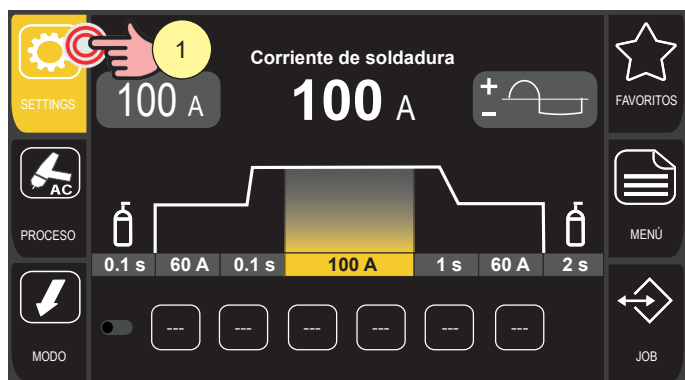 SETTINGS
1
Corriente de soldadura
100 A
100 A
+
-
FAVORITOS
AC
PROCESO
MENÚ
0.1 s 60 A 0.1 s 100 A 1 s 60 A 2 s
--- --- --- --- --- ---
MODO
JOB